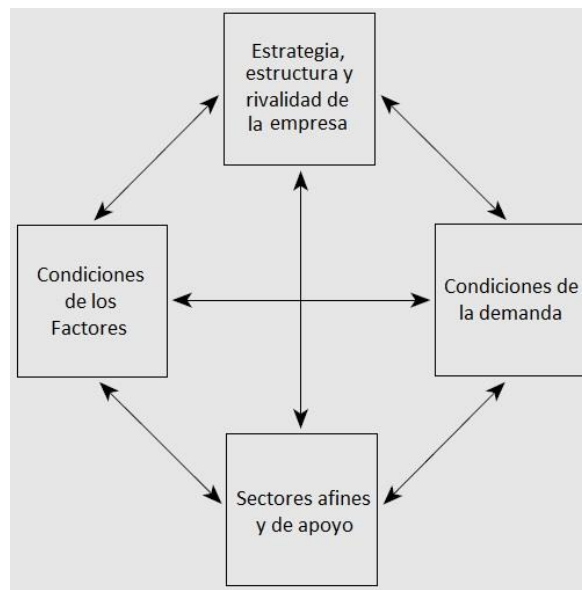 Estrategia,
estructura y
rivalidad de
la empresa
Condiciones
de los
Factores
Condiciones de
la demanda
Sectores afines
y de apoyo